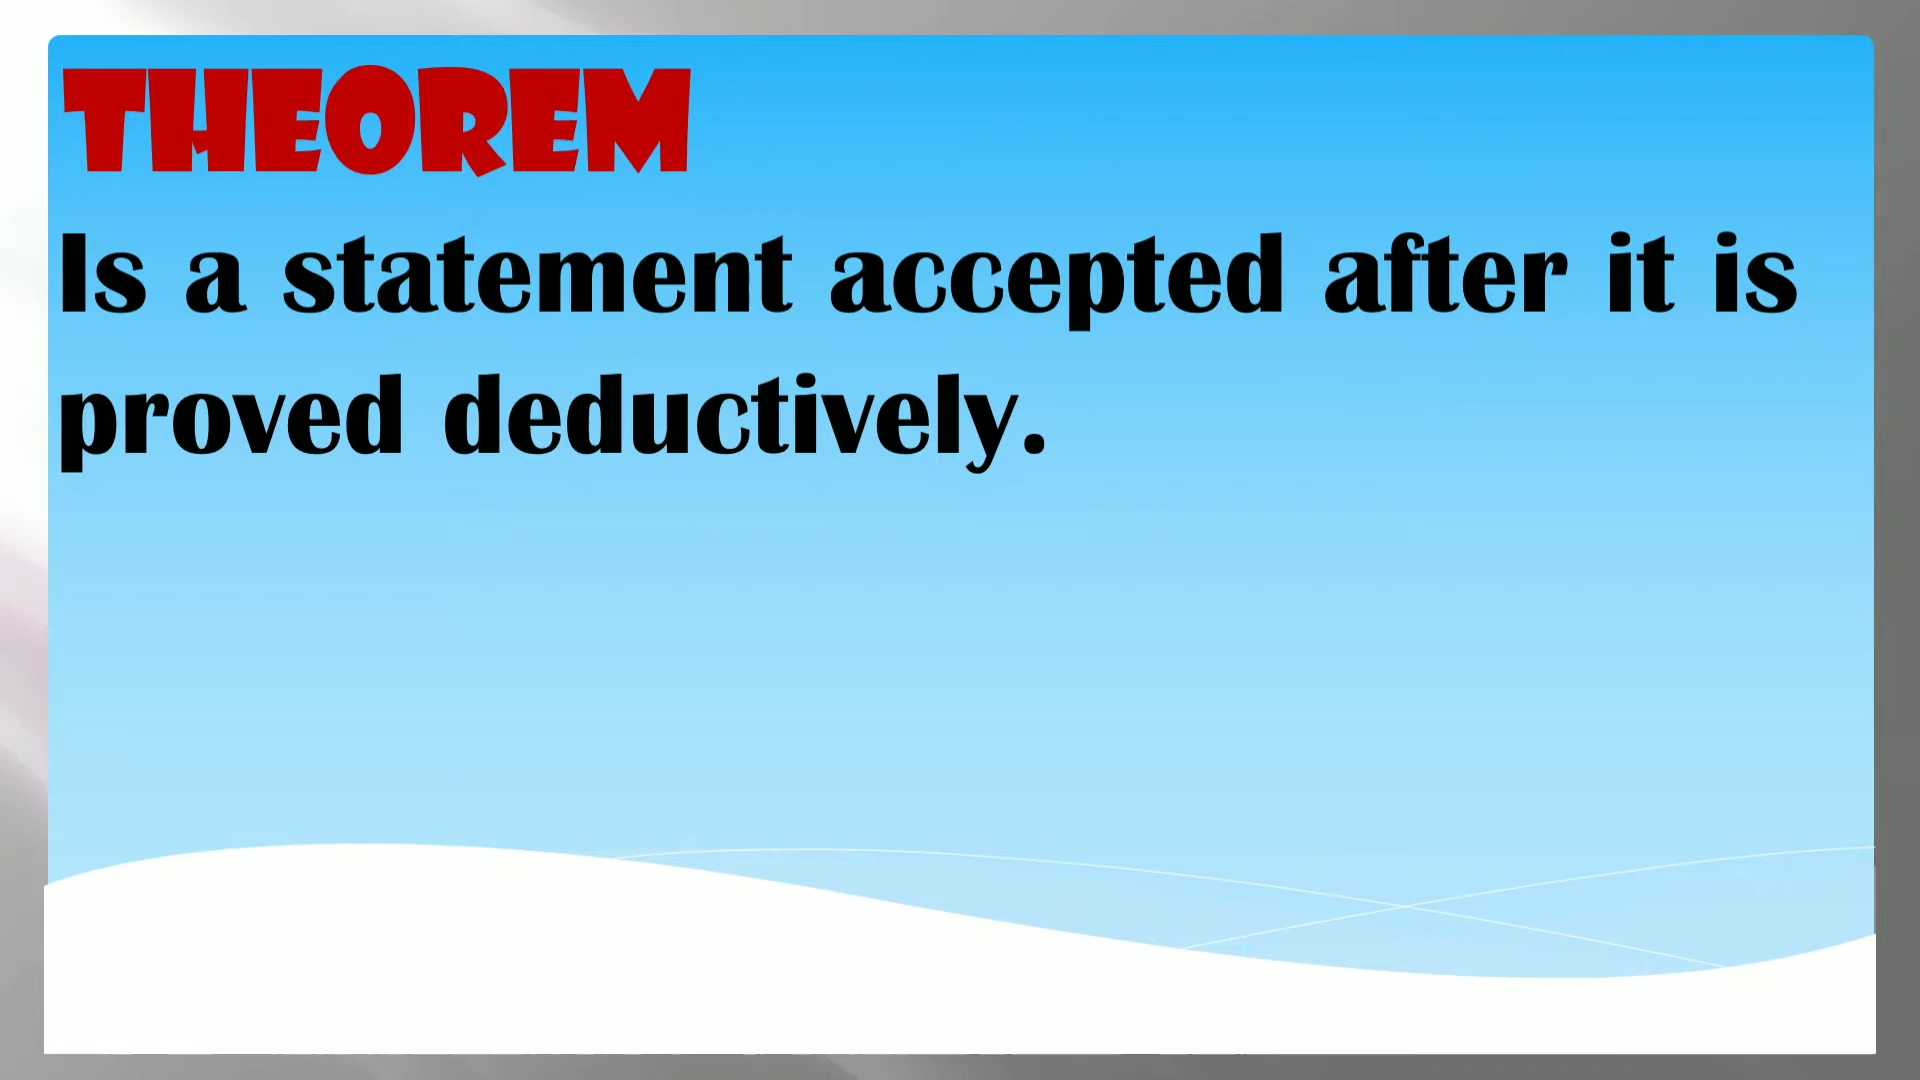 THEOREM
Is a statement accepted after it is
proved deductively.